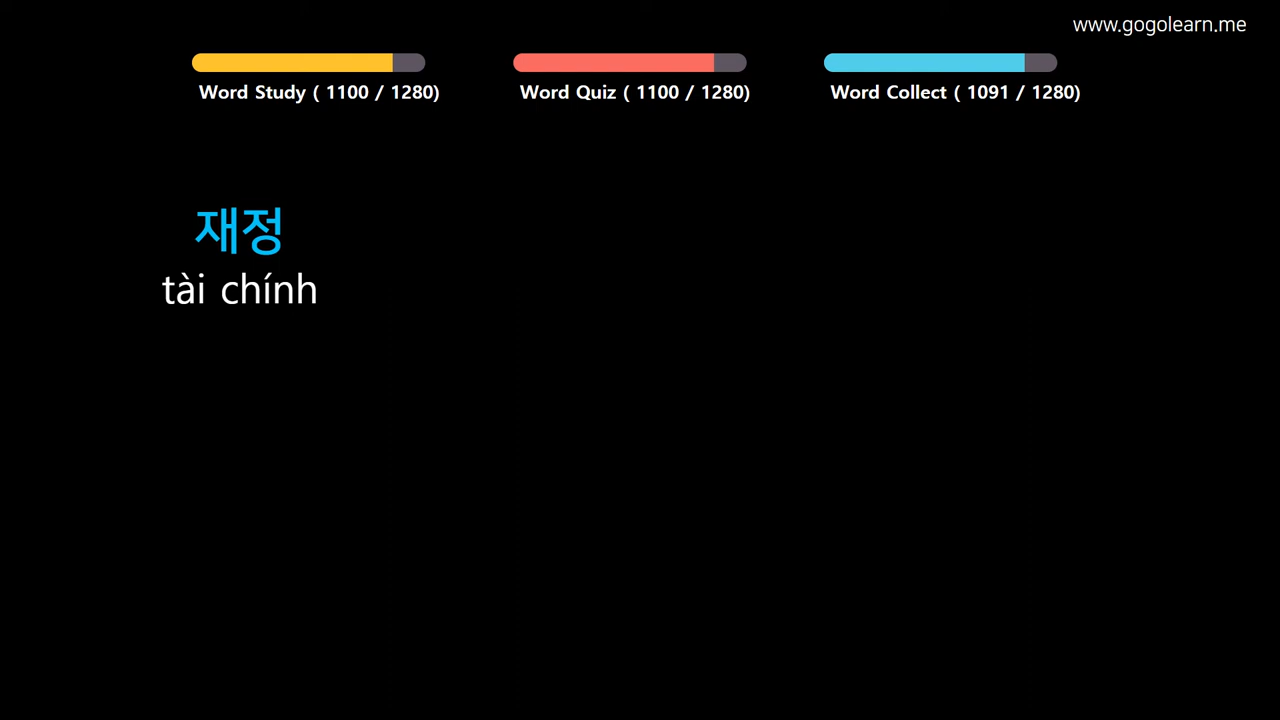 www.gogolearn.me
Word Study ( 1100 / 1280)
Word Quiz ( 1100 / 1280)
Word Collect ( 1091 / 1280)
재정
tài chính